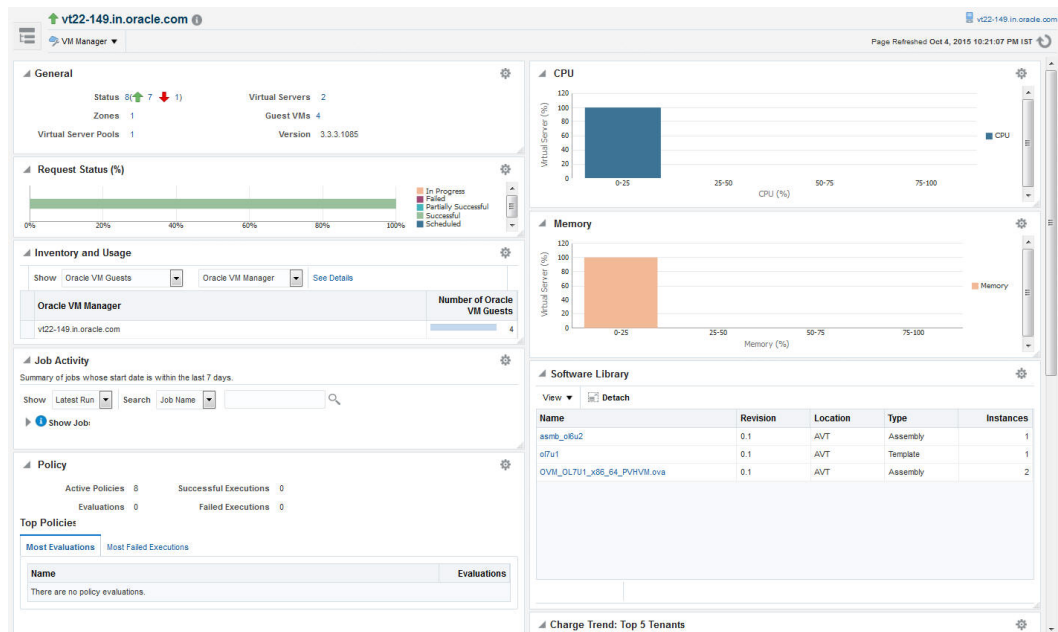 vt22-149.in.oracle.com
vt22-149.in.oracle.com
VM Manager
Page Refreshed Oct 4, 2015 10:21:07 PM IST
General
Status 8( 7 1)
Virtual Servers 2
Zones 1
Guest VMs 4
Virtual Server Pools 1
Version 3.3.3.1085
Request Status (%)
In Progress
Failed
Partially Successful
Successful
Scheduled
0% 20% 40% 60% 80% 100%
Inventory and Usage
Show Oracle VM Guests Oracle VM Manager See Details
Oracle VM Manager
Number of Oracle
VM Guests
vt22-149.in.oracle.com 4
Job Activity
Summary of jobs whose start date is within the last 7 days.
Show Latest Run Search Job Name
Show Jobs
Policy
Active Policies 8 Successful Executions 0
Evaluations 0 Failed Executions 0
Top Policies
Most Evaluations Most Failed Executions
Name Evaluations
There are no policy evaluations.
CPU
Virtual Server (%)
120
100
80
60
40
20
0
0-25 25-50 50-75 75-100
CPU (%)
CPU
Memory
Virtual Server (%)
120
100
80
60
40
20
0
0-25 25-50 50-75 75-100
Memory (%)
Memory
Software Library
View Detach
Name Revision Location Type Instances
asmb_ol6u2 0.1 AVT Assembly 1
ol7u1 0.1 AVT Template 1
OVM_OL7U1_x86_64_PVHVM.ova 0.1 AVT Assembly 2
Charge Trend: Top 5 Tenants